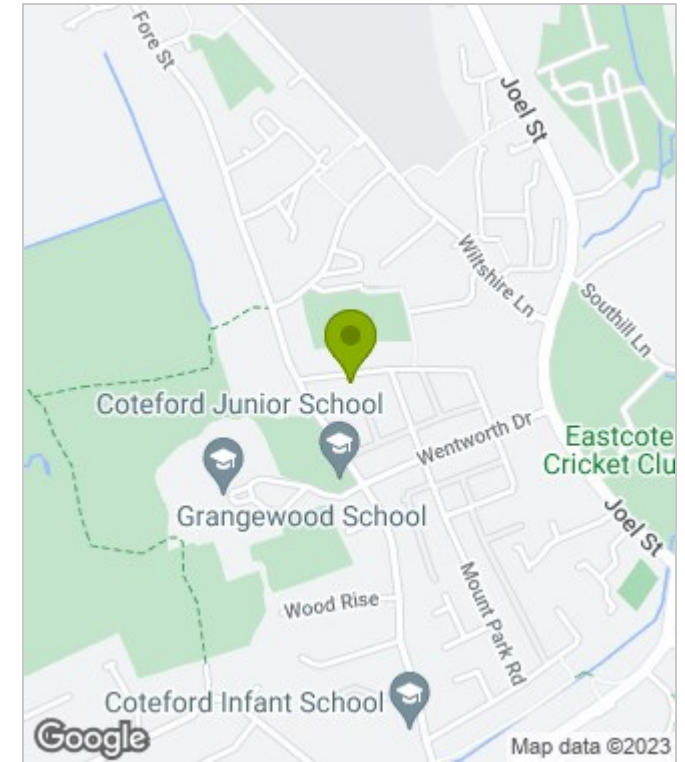 Fore St
Joel St
Wiltshire Ln
Southill Ln
Coteford Junior School
Wentworth Dr
Eastcote
Cricket Clu
Grangewood School
Joel St
Mount Park Rd
Wood Rise
Coteford Infant School
Google
Map data ©2023